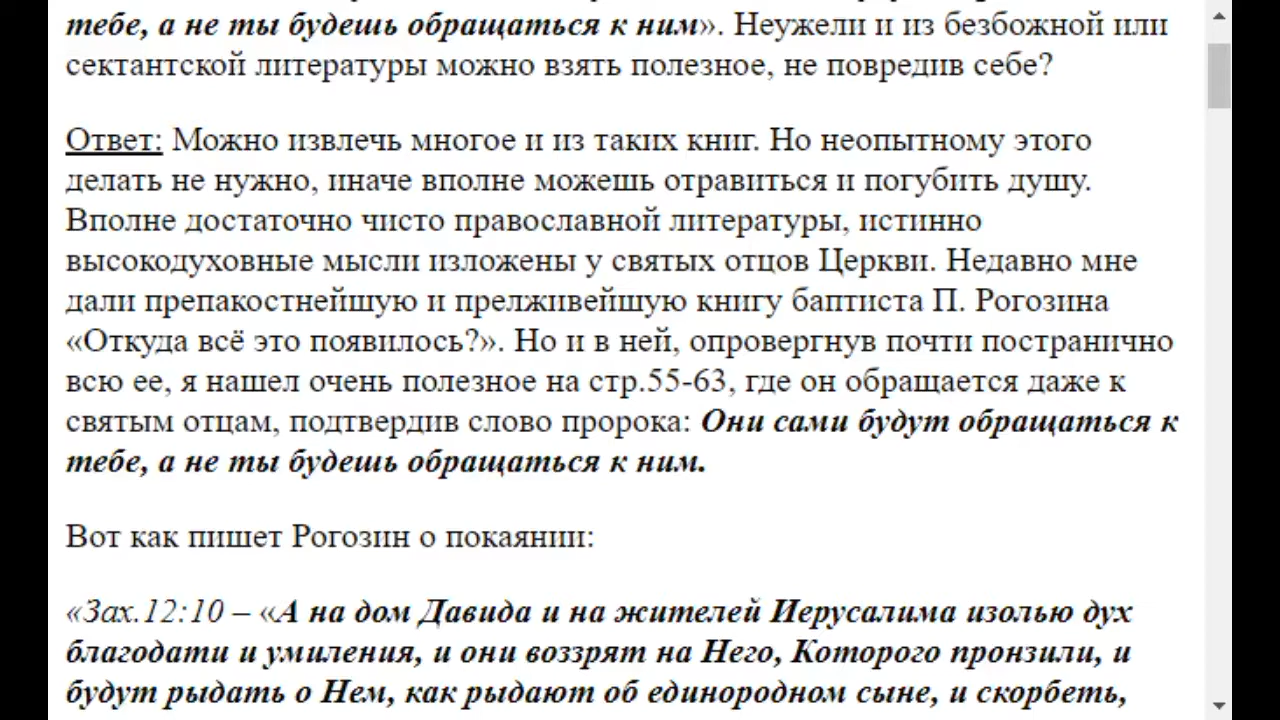 тебе, а не ты будешь обращаться к ним». Неужели и из безбожной или
сектантской литературы можно взять полезное, не повредив себе?
Ответ: Можно извлечь многое и из таких книг. Но неопытному этого
делать не нужно, иначе вполне можешь отравиться и погубить душу.
Вполне достаточно чисто православной литературы, истинно
высокодуховные мысли изложены у святых отцов Церкви. Недавно мне
дали препакостнейшую и прелживейшую книгу баптиста П. Рогозина
«Откуда всё это появилось?». Но и в ней, опровергнув почти постранично
всю ее, я нашел очень полезное на стр.55-63, где он обращается даже к
святым отцам, подтвердив слово пророка: Они сами будут обращаться к
тебе, а не ты будешь обращаться к ним.
Вот как пишет Рогозин о покаянии:
«Зах.12:10 – «А на дом Давида и на жителей Иерусалима изолью дух
благодати и умиления, и они воззрят на Него, Которого пронзили, и
будут рыдать о Нем, как рыдают об единородном сыне, и скорбеть,